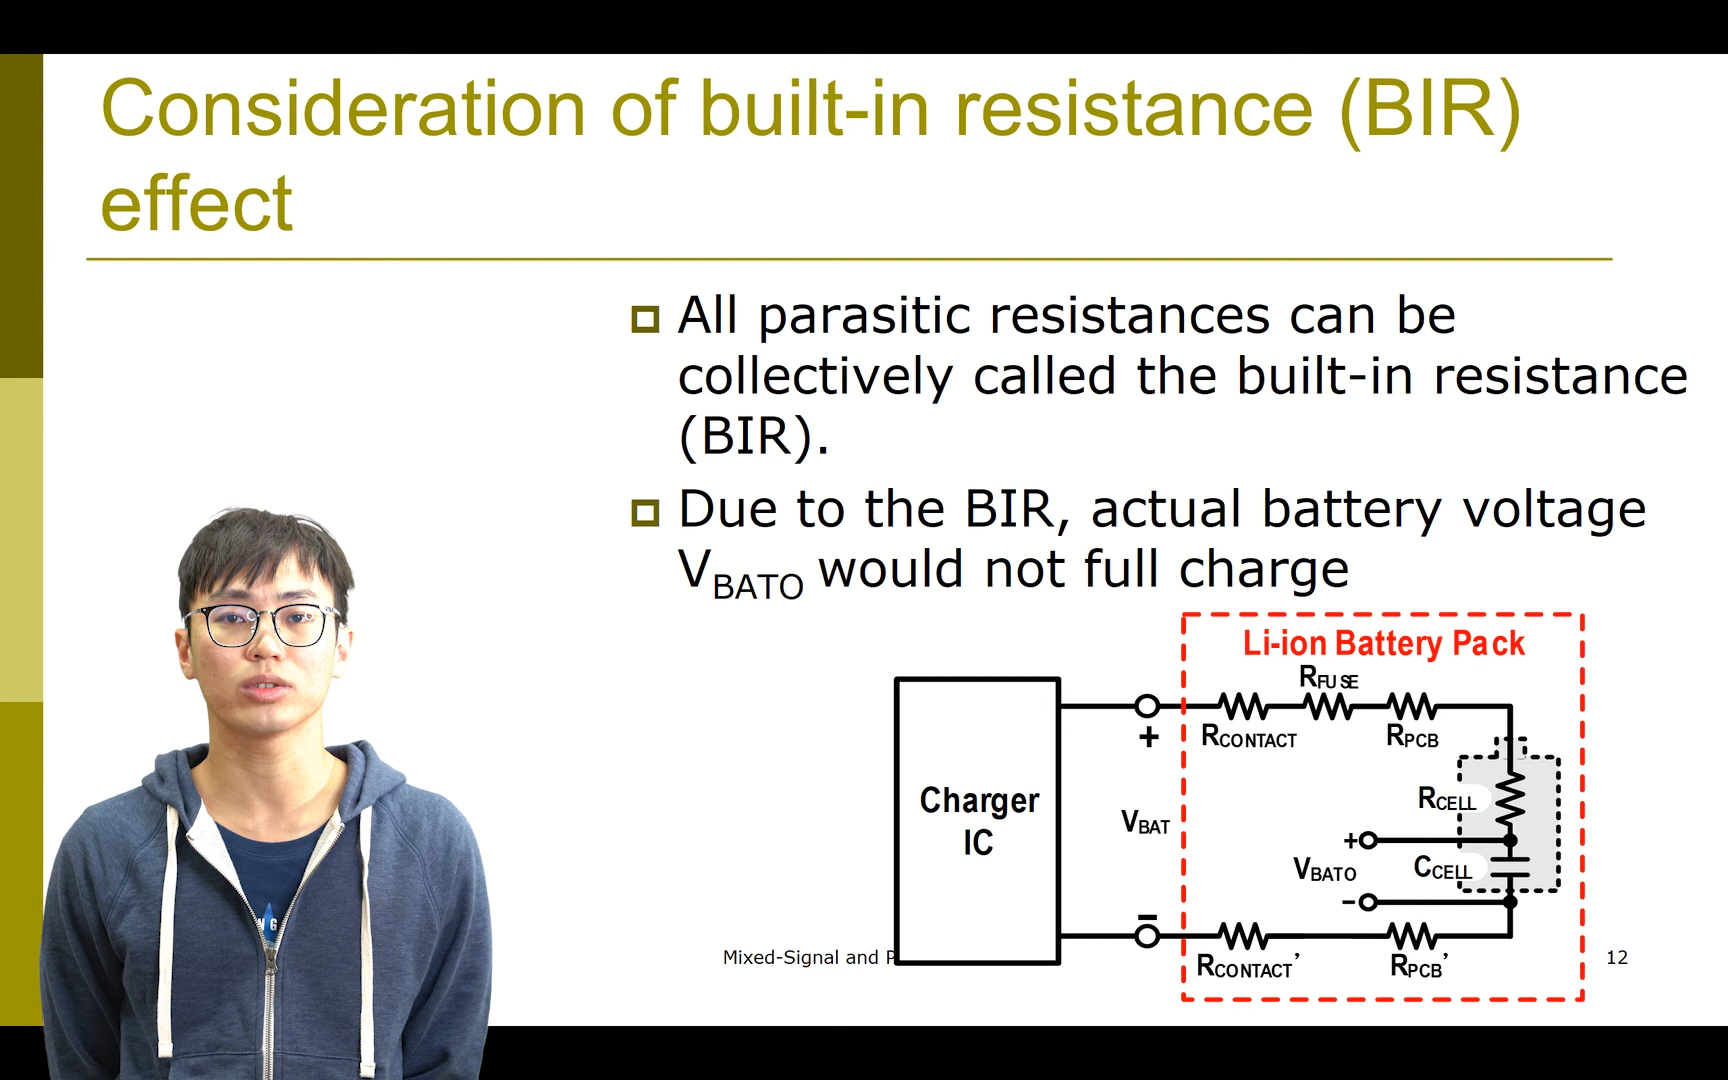 Consideration of built-in resistance (BIR)
effect
All parasitic resistances can be
collectively called the built-in resistance
(BIR).
Due to the BIR, actual battery voltage
VBATO would not full charge
Li-ion Battery Pack
RFUSE
+
RCONTACT
RPCB
Charger
IC
VBAT
RCELL
+
VBATO
CCELL
-
-
RCONTACT'
RPCB'
Mixed-Signal and P
12